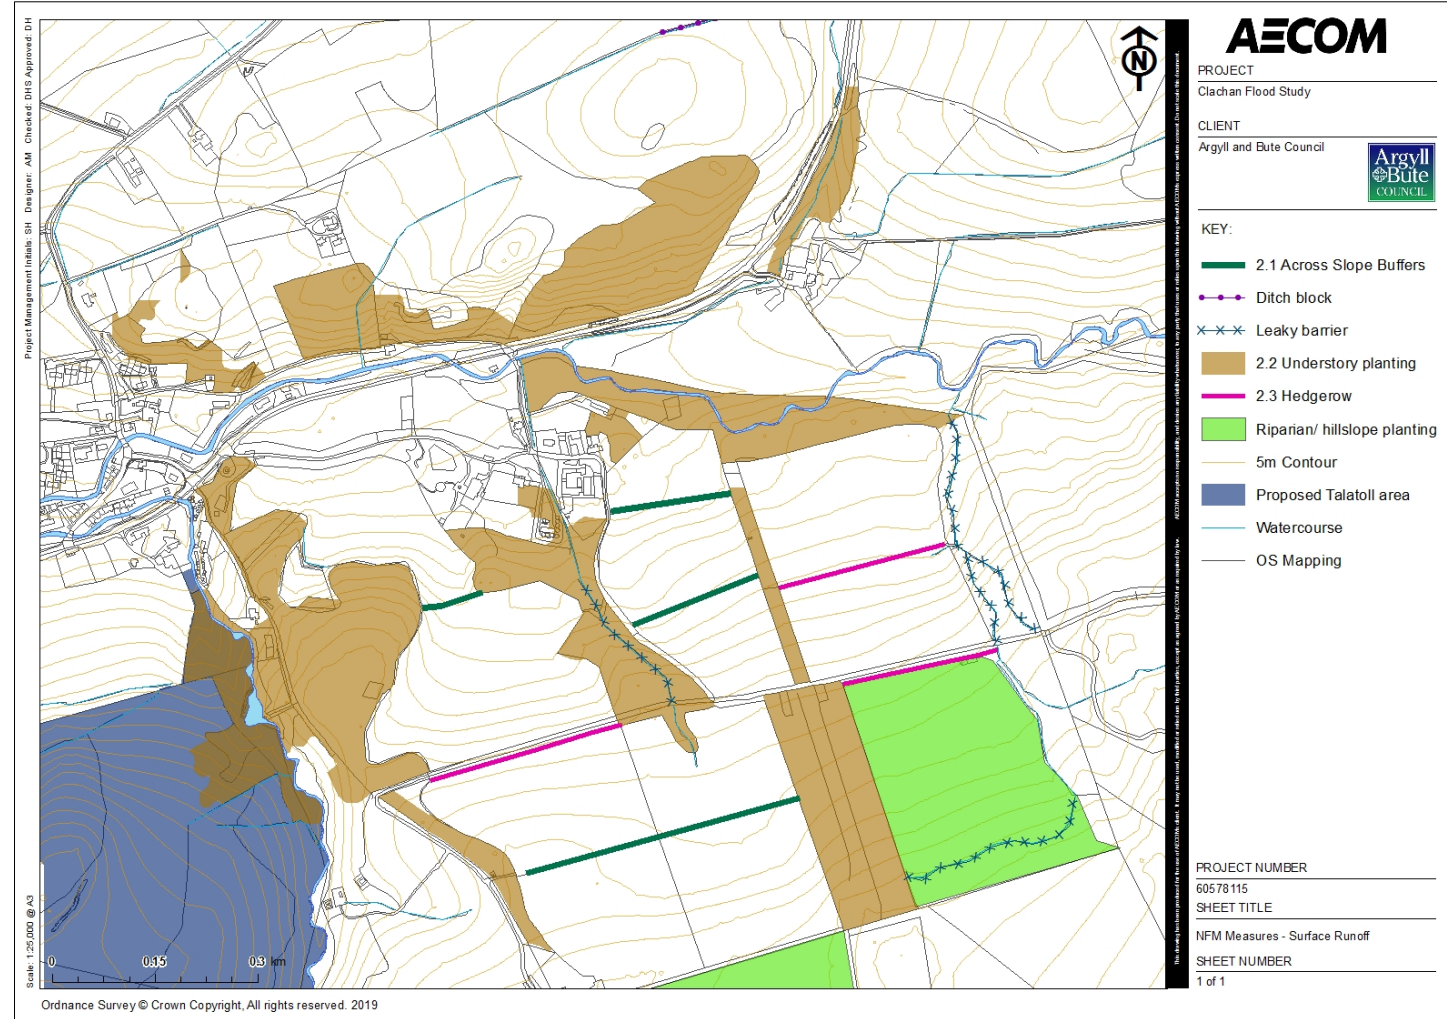 AECOM
PROJECT
Clachan Flood Study
CLIENT
Argyll and Bute Council
Argyll
Bute
COUNCIL
KEY:
2.1 Across Slope Buffers
Ditch block
Leaky barrier
2.2 Understory planting
2.3 Hedgerow
Riparian/ hillslope planting
5m Contour
Proposed Talatoll area
Watercourse
OS Mapping
PROJECT NUMBER
60578115
SHEET TITLE
NFM Measures - Surface Runoff
SHEET NUMBER
1 of 1
N
Project Management Initials: SH Designer: AM Checked: DHS Approved: DH
Scale: 1:25,000 @ A3
0 0.15 0.3 km
Ordnance Survey © Crown Copyright, All rights reserved. 2019